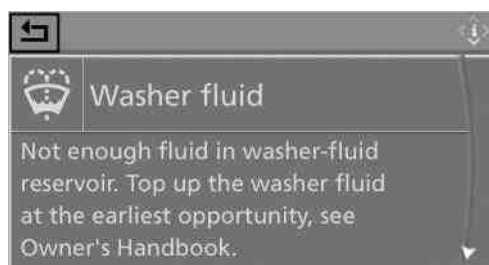 Washer fluid
Not enough fluid in washer-fluid
reservoir. Top up the washer fluid
at the earliest opportunity, see
Owner's Handbook.